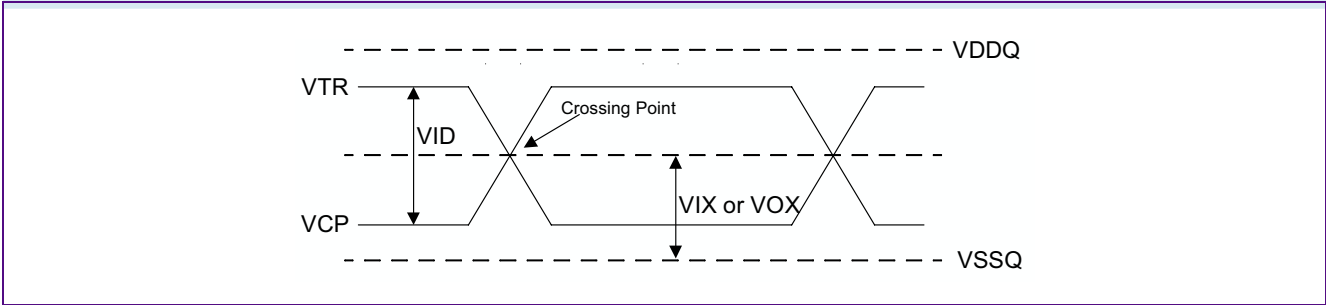 VDDQ
VTR
Crossing Point
VID
VIX or VOX
VCP
VSSQ